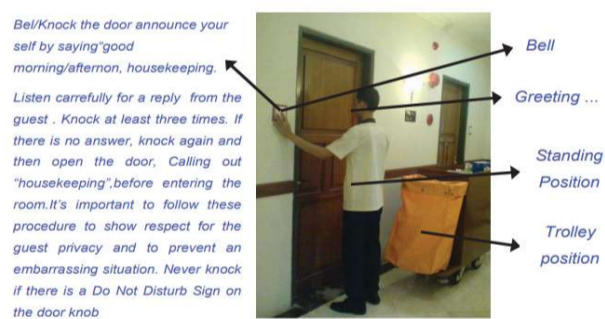 Bel/Knock the door announce your
self by saying"good
morning/afternon, housekeeping.
Listen carrefully for a reply from the
guest . Knock at least three times. If
there is no answer, knock again and
then open the door, Calling out
"housekeeping",before entering the
room.It's important to follow these
procedure to show respect for the
guest privacy and to prevent an
embarrassing situation. Never knock
if there is a Do Not Disturb Sign on
the door knob
Bell
Greeting ...
Standing
Position
Trolley
position